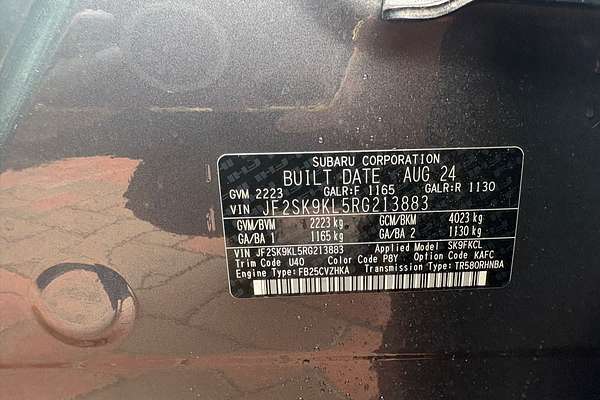 SUBARU CORPORATION
BUILT DATE AUG 24
GVM 2223 GALR:F 1165 GALR:R 1130
VIN JF2SK9KL5RG213883
GVM/BVM 2223 kg GCM/BKM 4023 kg
GA/BA 1 1165 kg GA/BA 2 1130 kg
VIN JF2SK9KL5RG213883 Applied Model SK9FKCL
Trim Code U40 Color Code P8Y Option Code KAFC
Engine Type FB25CVZHKA Transmission Type TR580RHNBA